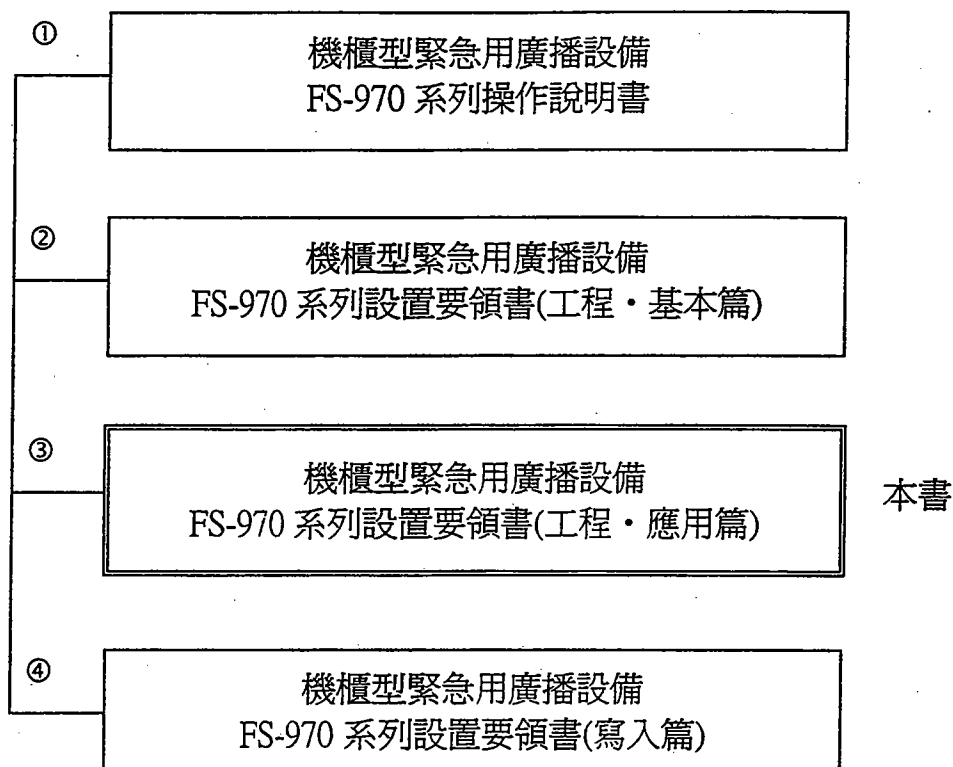 ①
機櫃型緊急用廣播設備
FS-970 系列操作說明書
②
機櫃型緊急用廣播設備
FS-970 系列設置要領書(工程・基本篇)
③
機櫃型緊急用廣播設備
FS-970 系列設置要領書(工程・應用篇)
本書
④
機櫃型緊急用廣播設備
FS-970 系列設置要領書(寫入篇)